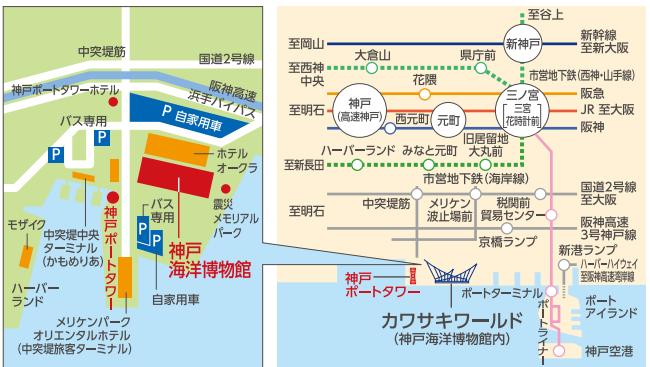 中突堤筋
国道2号線
阪神高速
浜手バイパス
神戸ポートタワーホテル
バス専用
P
P
P 自家用車
ホテル
オークラ
震災
メモリアル
パーク
バス
専用
P
P
自家用車
神戸
海洋博物館
神戸ポートタワー
中突堤中央
ターミナル
(かもめりあ)
モザイク
ハーバー
ランド
メリケンパーク
オリエンタルホテル
(中突堤旅客ターミナル)
至谷上
至岡山
新神戸
新幹線
至新大阪
至西神
中央
大倉山
県庁前
市営地下鉄(西神・山手線)
花隈
阪急
至明石
神戸
(高速神戸)
西元町
元町
三ノ宮
三宮
花時計前
JR 至大阪
阪神
旧居留地
大丸前
ハーバーランド
みなと元町
至新長田
市営地下鉄(海岸線)
国道2号線
至大阪
至明石
中突堤筋
メリケン
波止場前
税関前
貿易センター
阪神高速
3号神戸線
京橋ランプ
新港ランプ
ハーバーハイウェイ
至阪神高速湾岸線
神戸
ポートタワー
ポートターミナル
カワサキワールド
(神戸海洋博物館内)
ポート
アイランド
ポートライナー
神戸空港